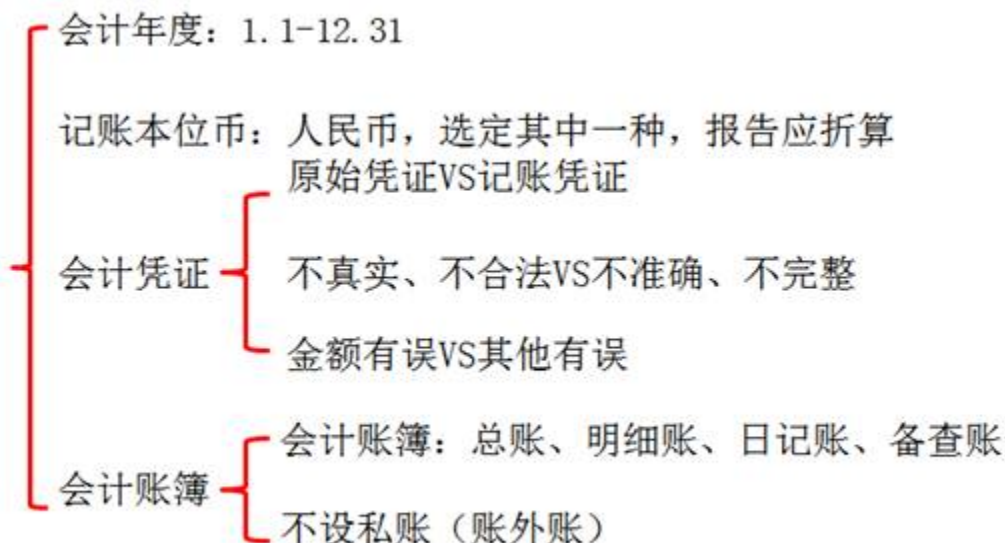 会计年度：1.1-12.31
记账本位币：人民币，选定其中一种，报告应折算
原始凭证VS记账凭证
会计凭证
不真实、不合法VS不准确、不完整
金额有误VS其他有误
会计账簿：总账、明细账、日记账、备查账
会计账簿
不设私账（账外账）